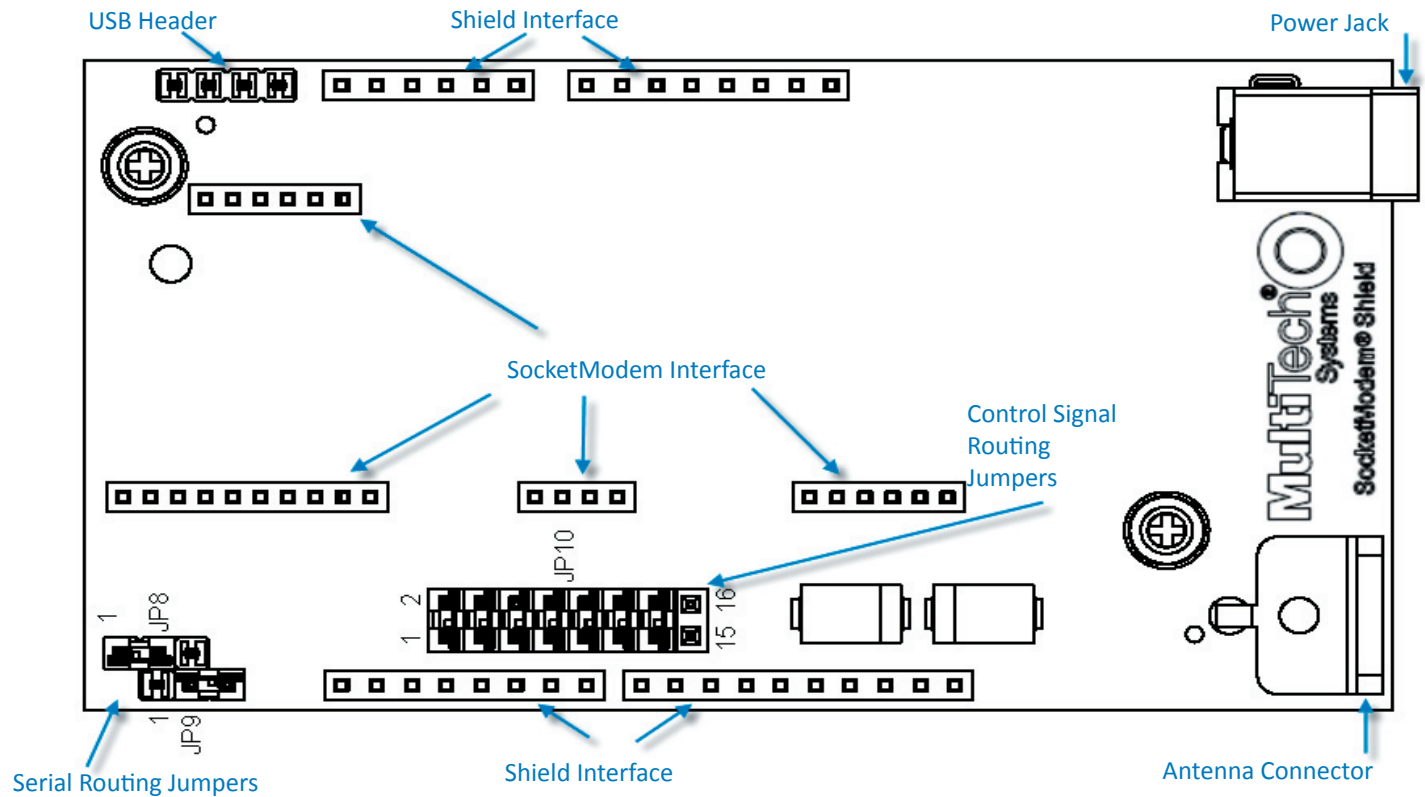 USB Header
Shield Interface
Power Jack
MultiTech®
Systems
SocketModem® Shield
SocketModem Interface
Control Signal
Routing
Jumpers
JP10
2
16
1
15
1
JP8
1
JP9
Serial Routing Jumpers
Shield Interface
Antenna Connector